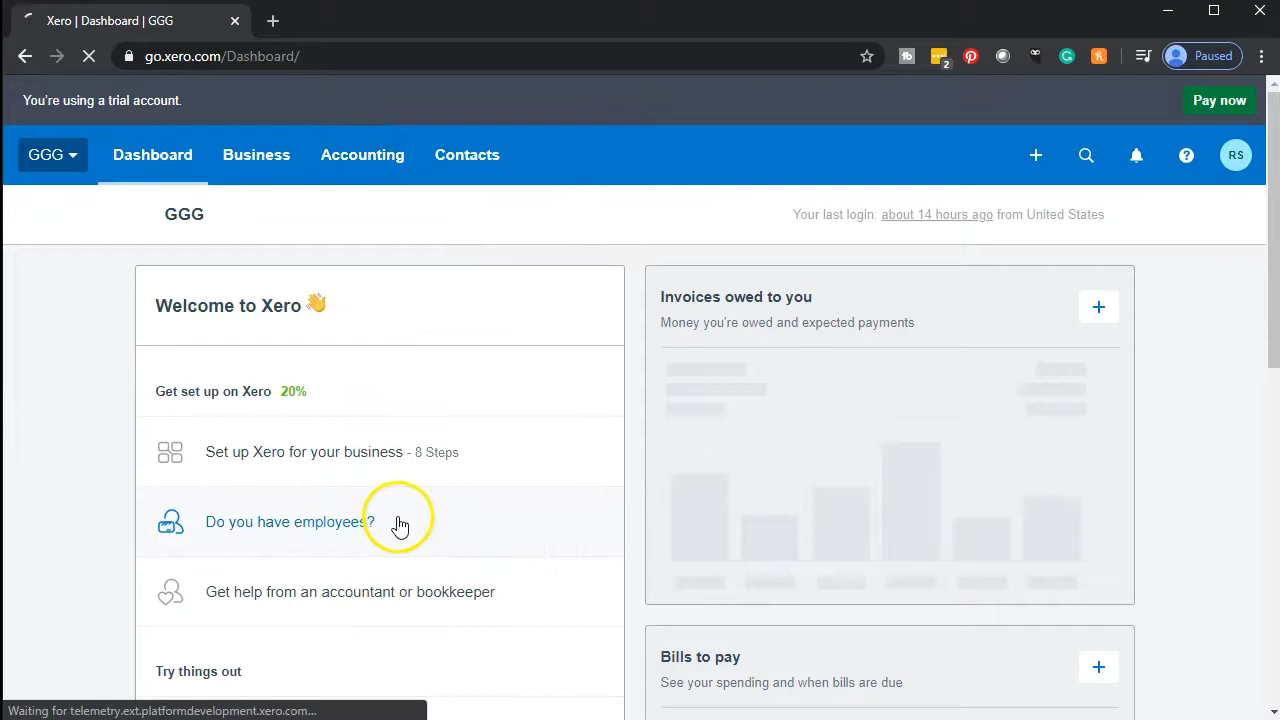 Xero | Dashboard | GGG
go.xero.com/Dashboard/
2
Paused
You're using a trial account.
Pay now
GGG
Dashboard
Business
Accounting
Contacts
RS
GGG
Your last login: about 14 hours ago from United States
Welcome to Xero 👋
Get set up on Xero 20%
Set up Xero for your business - 8 Steps
Do you have employees?
Get help from an accountant or bookkeeper
Try things out
Invoices owed to you
Money you're owed and expected payments
Bills to pay
See your spending and when bills are due
Waiting for telemetry.ext.platformdevelopment.xero.com...